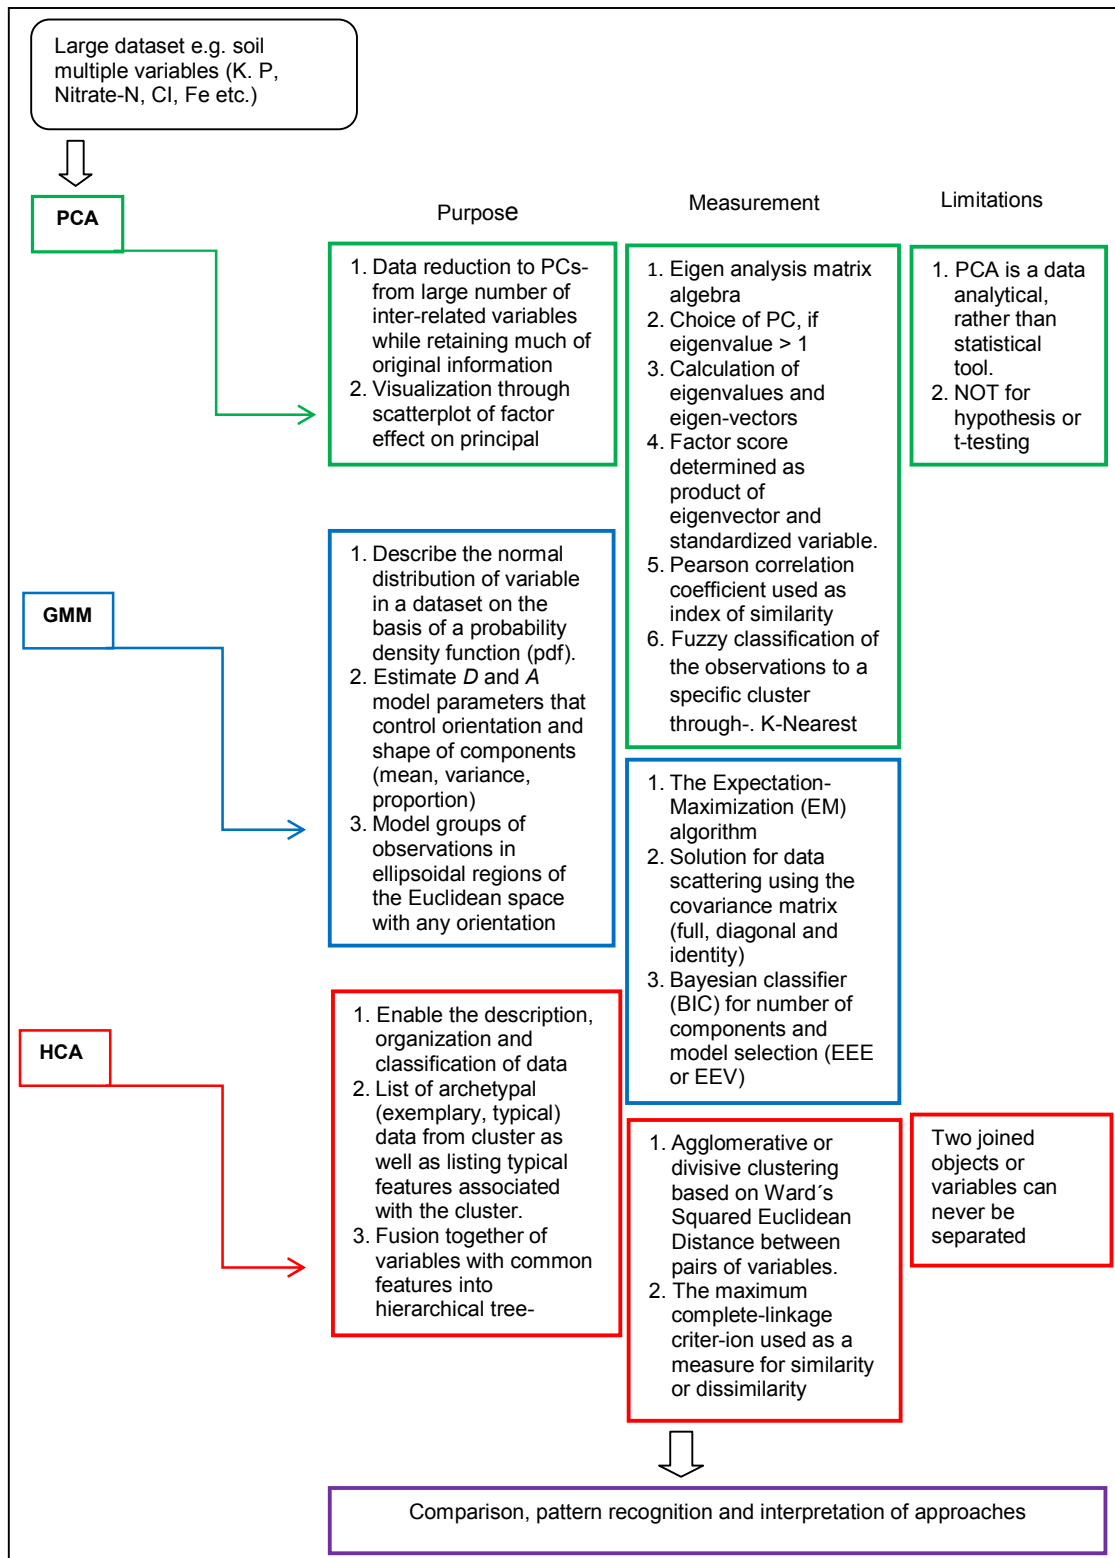 Large dataset e.g. soil
multiple variables (K. P,
Nitrate-N, CI, Fe etc.)
PCA
Purpose
Measurement
Limitations
1. Data reduction to PCs-
from large number of
inter-related variables
while retaining much of
original information
2. Visualization through
scatterplot of factor
effect on principal
1. Eigen analysis matrix
algebra
2. Choice of PC, if
eigenvalue > 1
3. Calculation of
eigenvalues and
eigen-vectors
4. Factor score
determined as
product of
eigenvector and
standardized variable.
5. Pearson correlation
coefficient used as
index of similarity
6. Fuzzy classification of
the observations to a
specific cluster
through-. K-Nearest
1. PCA is a data
analytical,
rather than
statistical
tool.
2. NOT for
hypothesis or
t-testing
GMM
1. Describe the normal
distribution of variable
in a dataset on the
basis of a probability
density function (pdf).
2. Estimate D and A
model parameters that
control orientation and
shape of components
(mean, variance,
proportion)
3. Model groups of
observations in
ellipsoidal regions of
the Euclidean space
with any orientation
1. The Expectation-
Maximization (EM)
algorithm
2. Solution for data
scattering using the
covariance matrix
(full, diagonal and
identity)
3. Bayesian classifier
(BIC) for number of
components and
model selection (EEE
or EEV)
HCA
1. Enable the description,
organization and
classification of data
2. List of archetypal
(exemplary, typical)
data from cluster as
well as listing typical
features associated
with the cluster.
3. Fusion together of
variables with common
features into
hierarchical tree-
1. Agglomerative or
divisive clustering
based on Ward´s
Squared Euclidean
Distance between
pairs of variables.
2. The maximum
complete-linkage
criter-ion used as a
measure for similarity
or dissimilarity
Two joined
objects or
variables can
never be
separated
Comparison, pattern recognition and interpretation of approaches